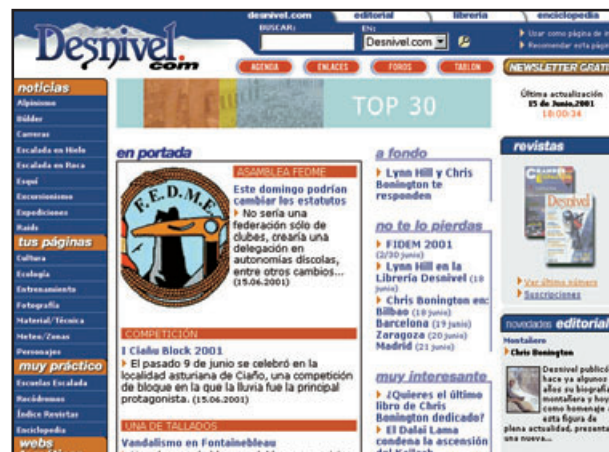 desnivel.com
editorial
librería
enciclopedia
Desnivel.com
BUSCAR:
EN:
Desnivel.com
Usar como página de
Recomendar esta página
AGENDA
ENLACES
FOROS
TABLON
NEWSLETTER GRATIS
noticias
Alpinismo
Búlder
Carreras
Escalada en Hielo
Escalada en Roca
Esquí
Excursionismo
Expediciones
Raids
tus páginas
Cultura
Ecología
Entrenamiento
Fotografía
Material/Técnica
Meteo/Zonas
Personajes
muy práctico
Escuelas Escalada
Rocódromos
Índice Revistas
Enciclopedia
webs
TOP 30
en portada
F.E.D.M.E
ASAMBLEA FEDME
Este domingo podrían
cambiar los estatutos
No sería una
federación sólo de
clubes, crearía una
delegación en
autonomías díscolas,
entre otros cambios...
(15.06.2001)
COMPETICIÓN
I Ciañu Block 2001
El pasado 9 de junio se celebró en la
localidad asturiana de Ciaño, una competición
de bloque en la que la lluvia fue la principal
protagonista. (15.06.2001)
UNA DE TALLADOS
Vandalismo en Fontainebleau
a fondo
Lynn Hill y Chris
Bonington te
responden
no te lo pierdas
FIDEM 2001
(2/30 junio)
Lynn Hill en la
Librería Desnivel (18
junio)
Chris Bonington en:
Bilbao (18 junio)
Barcelona (19 junio)
Zaragoza (20 junio)
Madrid (21 junio)
muy interesante
¿Quieres el último
libro de Chris
Bonington dedicado?
El Dalai Lama
condena la ascensión
del Kailash
Última actualización
15 de Junio,2001
18:00:24
revistas
Desnivel
Ver último número
Suscripciones
novedades editorial
Montañero
Chris Bonington
Desnivel publicó
hace ya algunos
años su biografía
montañera y hoy
como homenaje a
esta figura de
plena actualidad, presenta
una nueva...